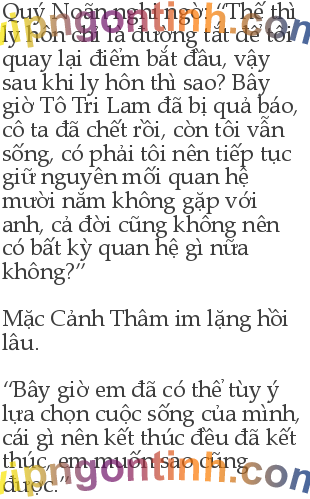 Quý Noãn nghi ngờ: “Thế thì
ly hôn chỉ là đường tắt để tôi
quay lại điểm bắt đầu, vậy
sau khi ly hôn thì sao? Bây
giờ Tô Tri Lam đã bị quả báo,
cô ta đã chết rồi, còn tôi vẫn
sống, có phải tôi nên tiếp tục
giữ nguyên mối quan hệ
mười năm không gặp với
anh, cả đời cũng không nên
có bất kỳ quan hệ gì nữa
không?”
Mặc Cảnh Thâm im lặng hồi
lâu.
“Bây giờ em đã có thể tùy ý
lựa chọn cuộc sống của mình,
cái gì nên kết thúc đều đã kết
thúc, em muốn sao cũng
được.”
vipngontinh.com
vipngontinh.com